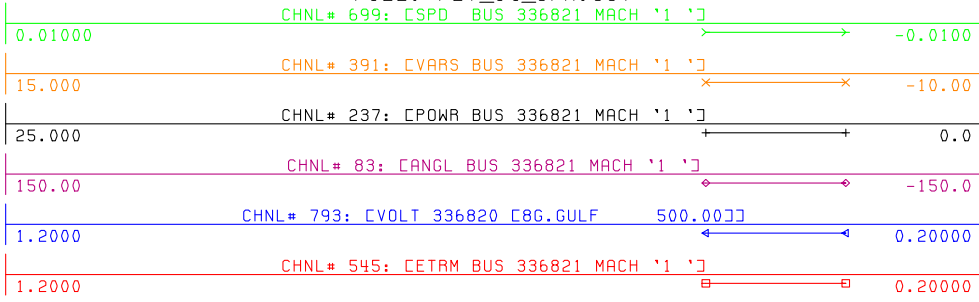 CHNL# 699: [SPD BUS 336821 MACH '1 ']
0.01000 -0.0100
CHNL# 391: [VARS BUS 336821 MACH '1 ']
15.000 -10.00
CHNL# 237: [POWR BUS 336821 MACH '1 ']
25.000 0.0
CHNL# 83: [ANGL BUS 336821 MACH '1 ']
150.00 -150.0
CHNL# 793: [VOLT 336820 [8G.GULF 500.00]]
1.2000 0.20000
CHNL# 545: [ETRM BUS 336821 MACH '1 ']
1.2000 0.20000